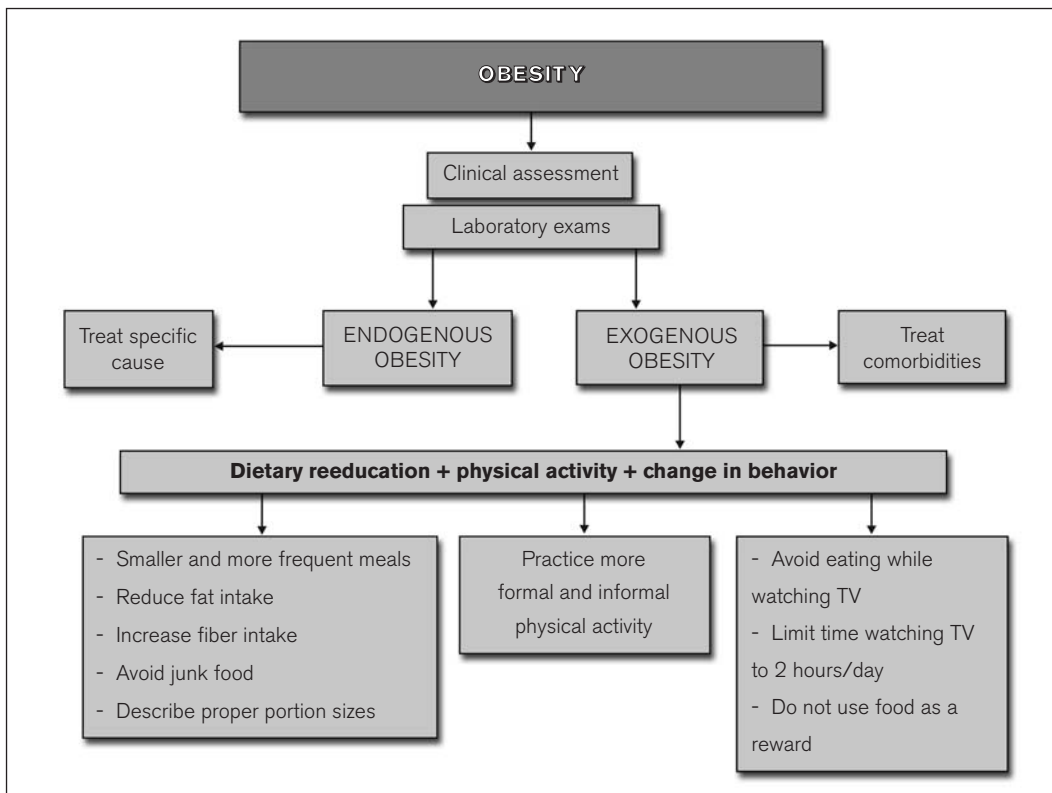 OBESITY
Clinical assessment
Laboratory exams
Treat specific
cause
ENDOGENOUS
OBESITY
EXOGENOUS
OBESITY
Treat
comorbidities
Dietary reeducation + physical activity + change in behavior
- Smaller and more frequent meals
- Reduce fat intake
- Increase fiber intake
- Avoid junk food
- Describe proper portion sizes
Practice more
formal and informal
physical activity
- Avoid eating while
watching TV
- Limit time watching TV
to 2 hours/day
- Do not use food as a
reward